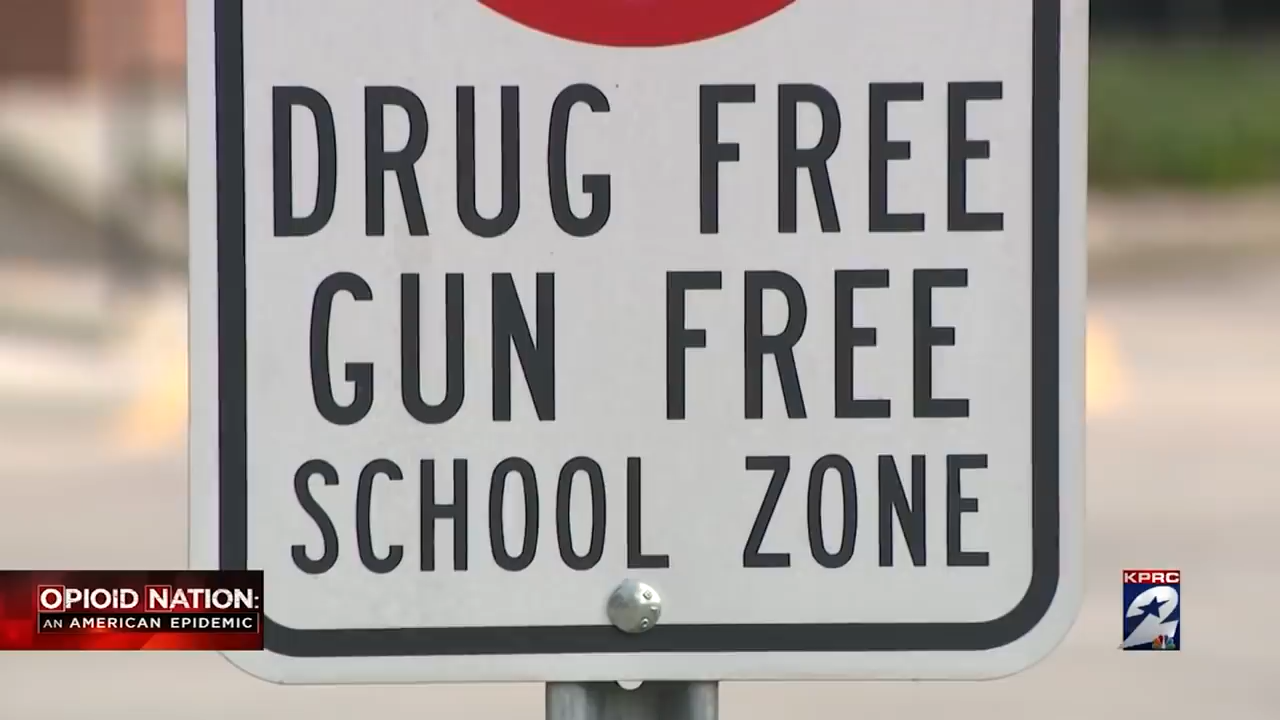 DRUG FREE
GUN FREE
SCHOOL ZONE
OPIOID NATION:
AN AMERICAN EPIDEMIC
KPRC
2